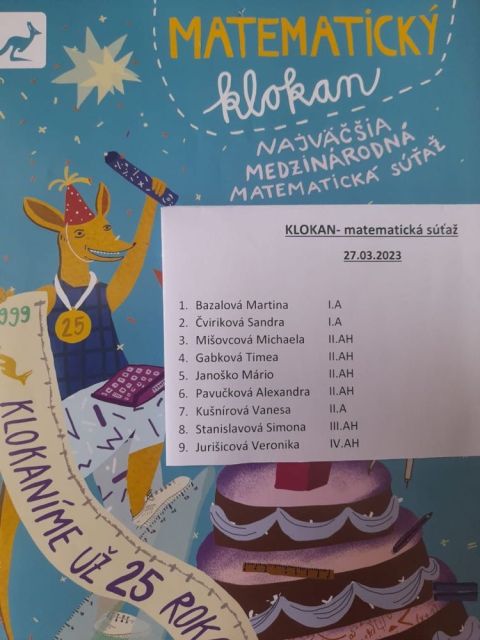 MATEMATICKÝ
klokan
NAJVÄČŠIA
MEDZINÁRODNÁ
MATEMATICKÁ SÚŤAŽ
KLOKAN- matematická súťaž
27.03.2023
1. Bazalová Martina I.A
2. Čviriková Sandra I.A
3. Mišovcová Michaela II.AH
4. Gabková Timea II.AH
5. Janoško Mário II.AH
6. Pavučková Alexandra II.AH
7. Kušnírová Vanesa II.A
8. Stanislavová Simona III.AH
9. Jurišicová Veronika IV.AH
1999
25
KLOKANÍME UŽ 25 ROKO